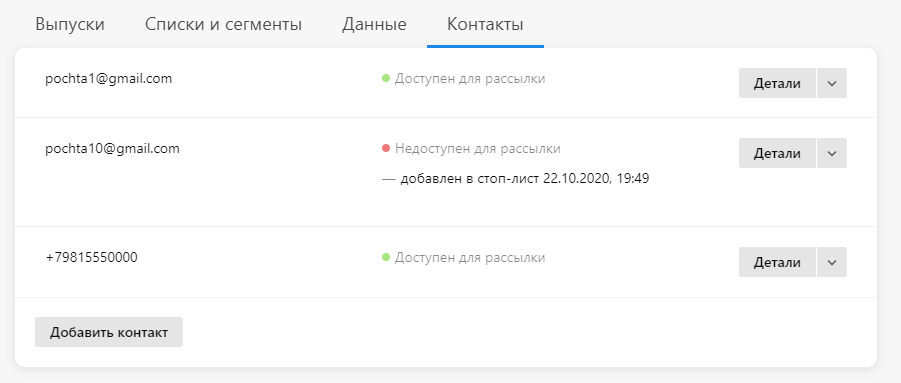 Выпуски Списки и сегменты Данные Контакты
pochta1@gmail.com Доступен для рассылки Детали
pochta10@gmail.com Недоступен для рассылки Детали
— добавлен в стоп-лист 22.10.2020, 19:49
+79815550000 Доступен для рассылки Детали
Добавить контакт